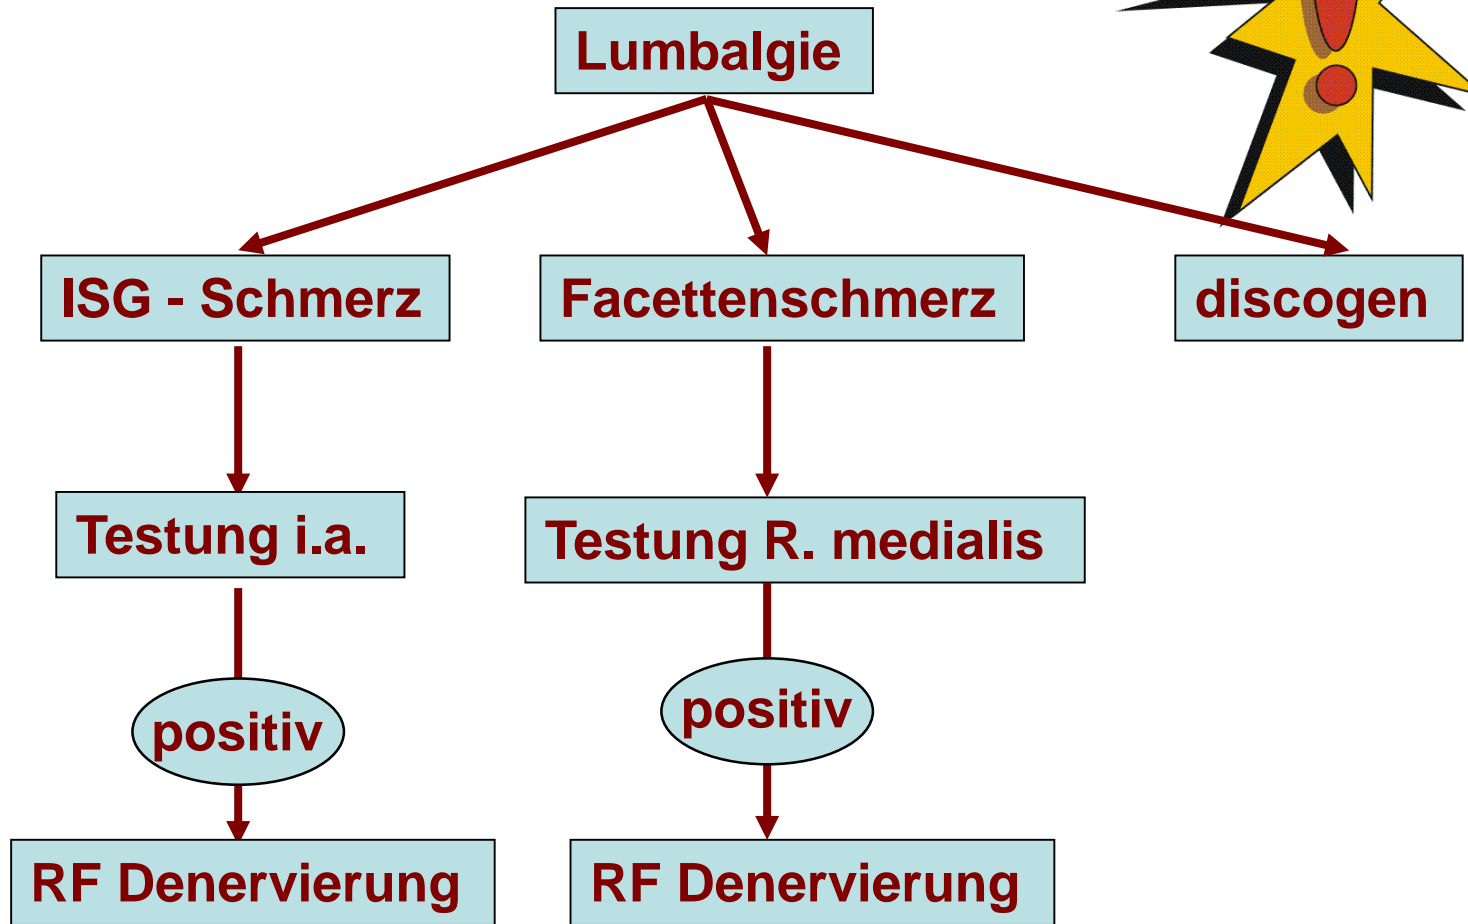 Lumbalgie
ISG - Schmerz
Facettenschmerz
discogen
Testung i.a.
Testung R. medialis
positiv
positiv
RF Denervierung
RF Denervierung